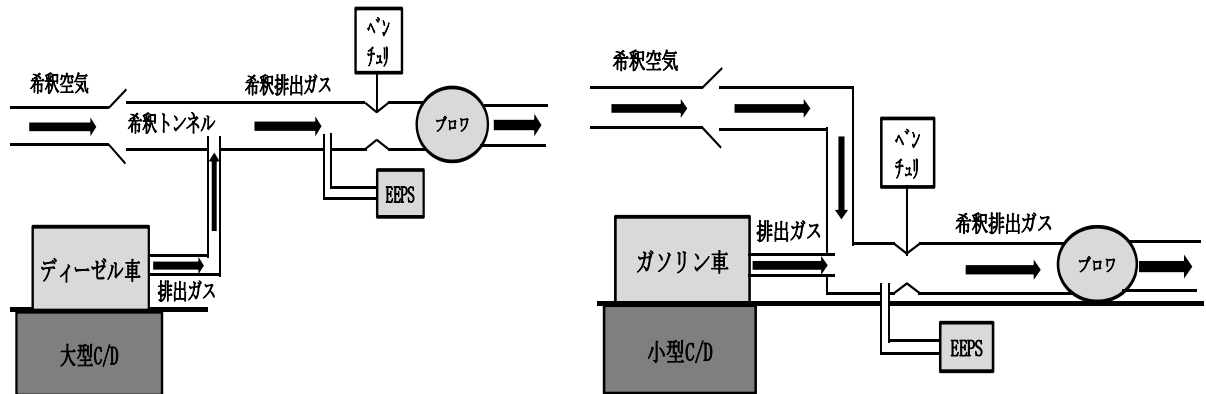 ベン
チュリ
希釈空気
希釈排出ガス
希釈トンネル
ブロワ
EEPS
ディーゼル車
排出ガス
大型C/D
希釈空気
ベン
チュリ
排出ガス
希釈排出ガス
ガソリン車
ブロワ
EEPS
小型C/D